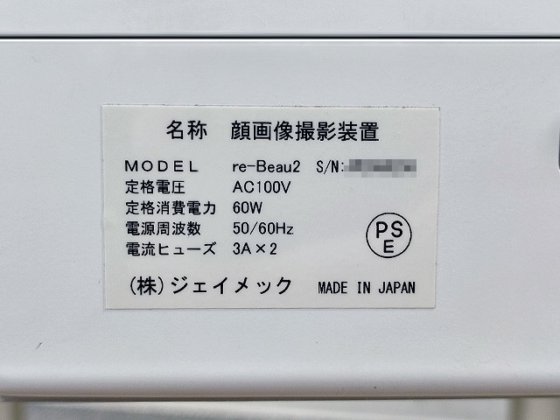 名称 顔画像撮影装置
MODEL re-Beau2 S/N:
定格電圧 AC100V
定格消費電力 60W
電源周波数 50/60Hz
電流ヒューズ 3A×2
PS
E
(株)ジェイメック MADE IN JAPAN